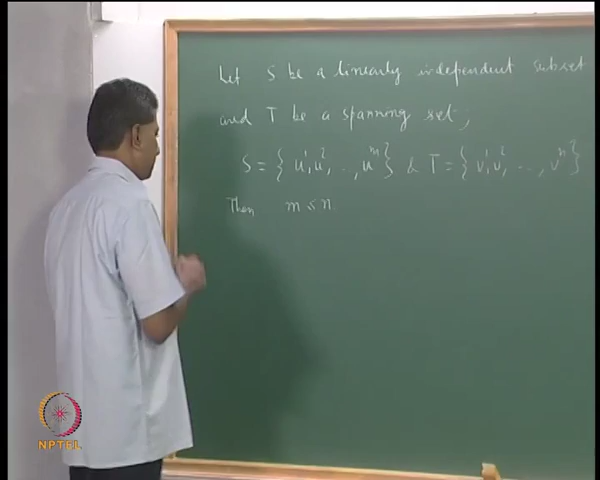 Let S be a linearly independent subset
and T be a spanning set;
S = { u¹, u², .., uᵐ } & T = { v¹, v², ..., vⁿ }
Then m ≤ n
NPTEL